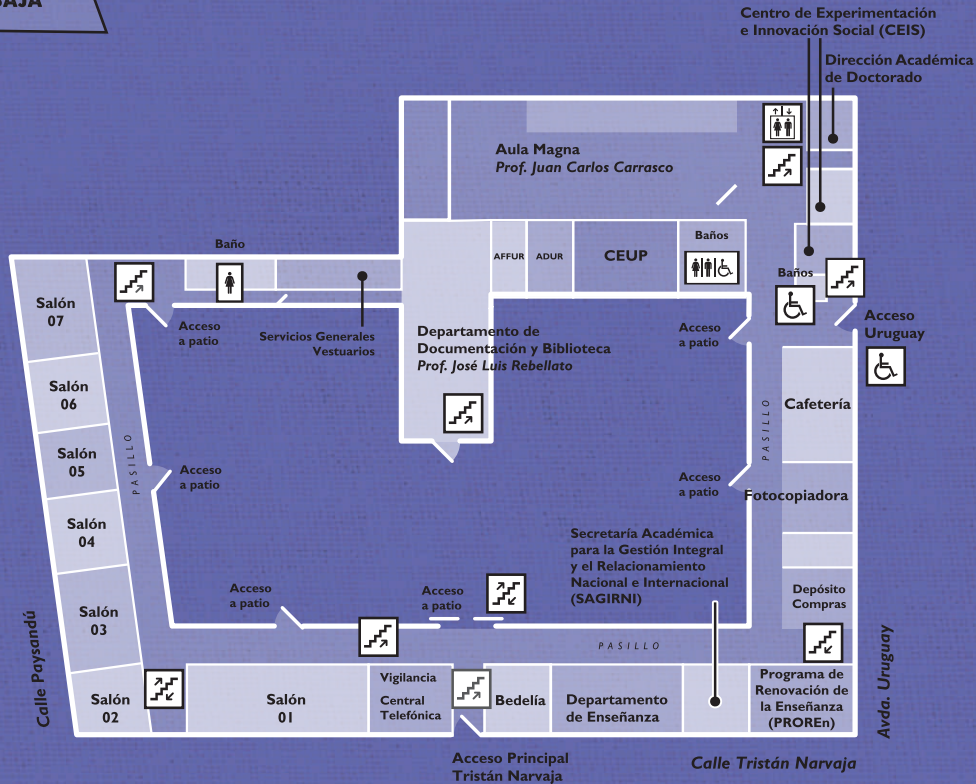 BAJA
Centro de Experimentación
e Innovación Social (CEIS)
Dirección Académica
de Doctorado
Aula Magna
Prof. Juan Carlos Carrasco
AFFUR
ADUR
CEUP
Baños
Baño
Baños
Salón
07
Acceso
a patio
Servicios Generales
Vestuarios
Departamento de
Documentación y Biblioteca
Prof. José Luis Rebellato
Acceso
a patio
Acceso
Uruguay
Salón
06
PASILLO
Cafetería
Salón
05
PASILLO
Acceso
a patio
Acceso
a patio
Fotocopiadora
Salón
04
Secretaría Académica
para la Gestión Integral
y el Relacionamiento
Nacional e Internacional
(SAGIRNI)
Salón
03
Acceso
a patio
Acceso
a patio
Depósito
Compras
PASILLO
Calle Paysandú
Avda. Uruguay
Salón
02
Salón
01
Vigilancia
Central
Telefónica
Bedelía
Departamento
de Enseñanza
Programa de
Renovación de
la Enseñanza
(PROREn)
Acceso Principal
Tristán Narvaja
Calle Tristán Narvaja